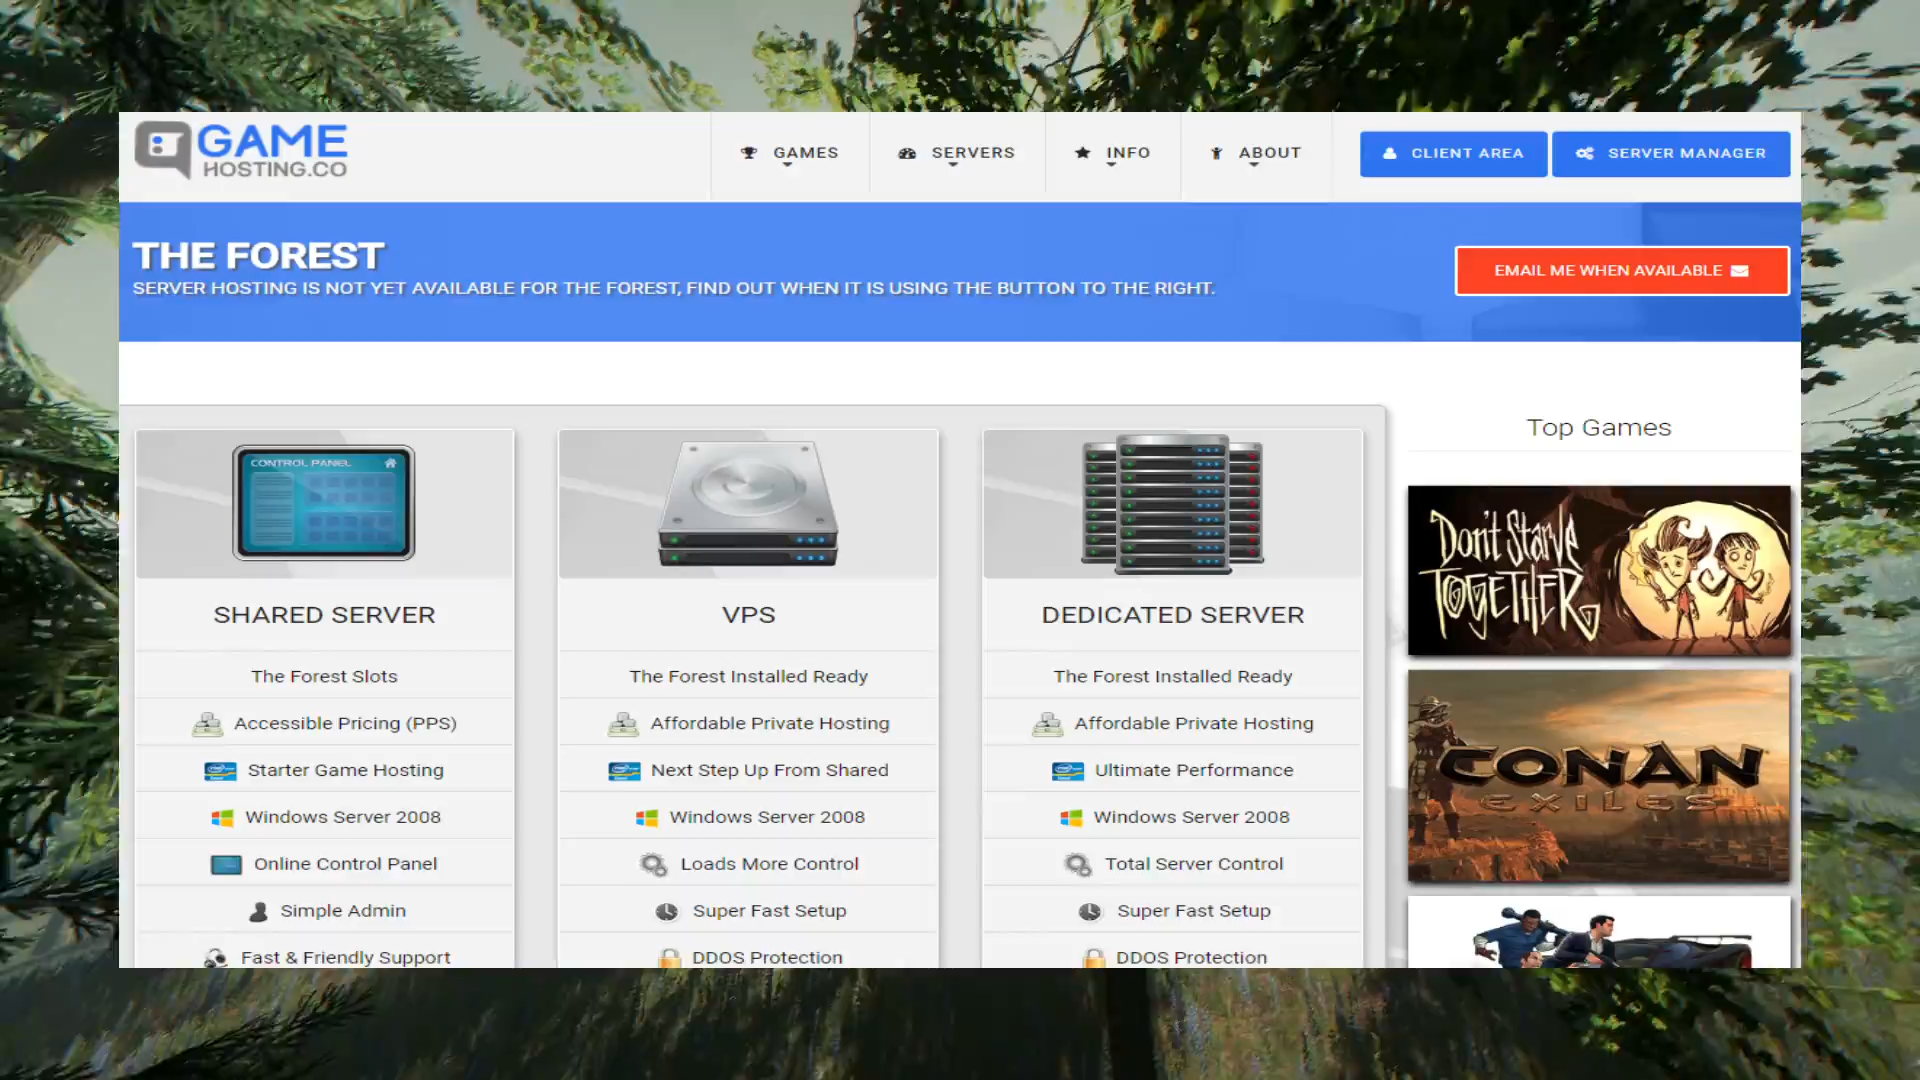 GAME
HOSTING.CO
GAMES
SERVERS
INFO
ABOUT
CLIENT AREA
SERVER MANAGER
THE FOREST
SERVER HOSTING IS NOT YET AVAILABLE FOR THE FOREST, FIND OUT WHEN IT IS USING THE BUTTON TO THE RIGHT.
EMAIL ME WHEN AVAILABLE
CONTROL PANEL
SHARED SERVER
The Forest Slots
Accessible Pricing (PPS)
Starter Game Hosting
Windows Server 2008
Online Control Panel
Simple Admin
Fast & Friendly Support
VPS
The Forest Installed Ready
Affordable Private Hosting
Next Step Up From Shared
Windows Server 2008
Loads More Control
Super Fast Setup
DDOS Protection
DEDICATED SERVER
The Forest Installed Ready
Affordable Private Hosting
Ultimate Performance
Windows Server 2008
Total Server Control
Super Fast Setup
DDOS Protection
Top Games
Don't Starve
TOGETHER
CONAN
EXILES